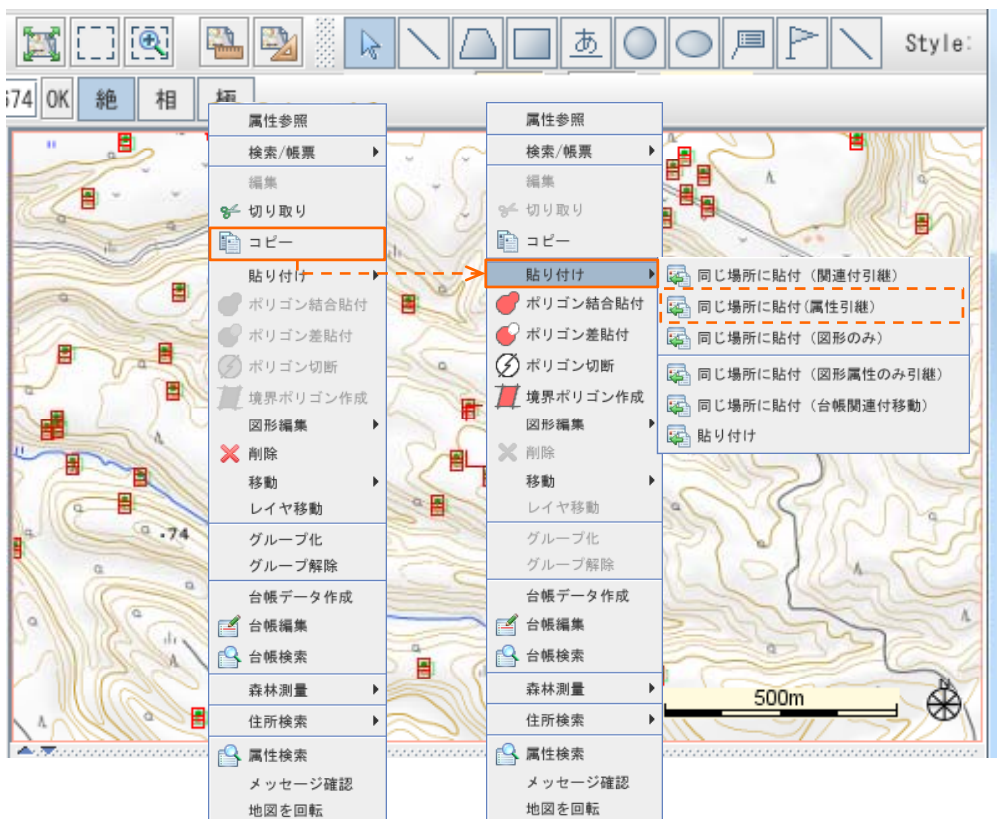 あ
Style:
574 OK 絶 相 極
属性参照
検索/帳票
編集
切り取り
コピー
貼り付け
ポリゴン結合貼付
ポリゴン差貼付
ポリゴン切断
境界ポリゴン作成
図形編集
削除
移動
レイヤ移動
グループ化
グループ解除
台帳データ作成
台帳編集
台帳検索
森林測量
住所検索
属性検索
メッセージ確認
地図を回転
属性参照
検索/帳票
編集
切り取り
コピー
貼り付け
ポリゴン結合貼付
ポリゴン差貼付
ポリゴン切断
境界ポリゴン作成
図形編集
削除
移動
レイヤ移動
グループ化
グループ解除
台帳データ作成
台帳編集
台帳検索
森林測量
住所検索
属性検索
メッセージ確認
地図を回転
同じ場所に貼付（関連付引継）
同じ場所に貼付(属性引継)
同じ場所に貼付（図形のみ）
同じ場所に貼付（図形属性のみ引継）
同じ場所に貼付（台帳関連付移動）
貼り付け
.74
500m
N